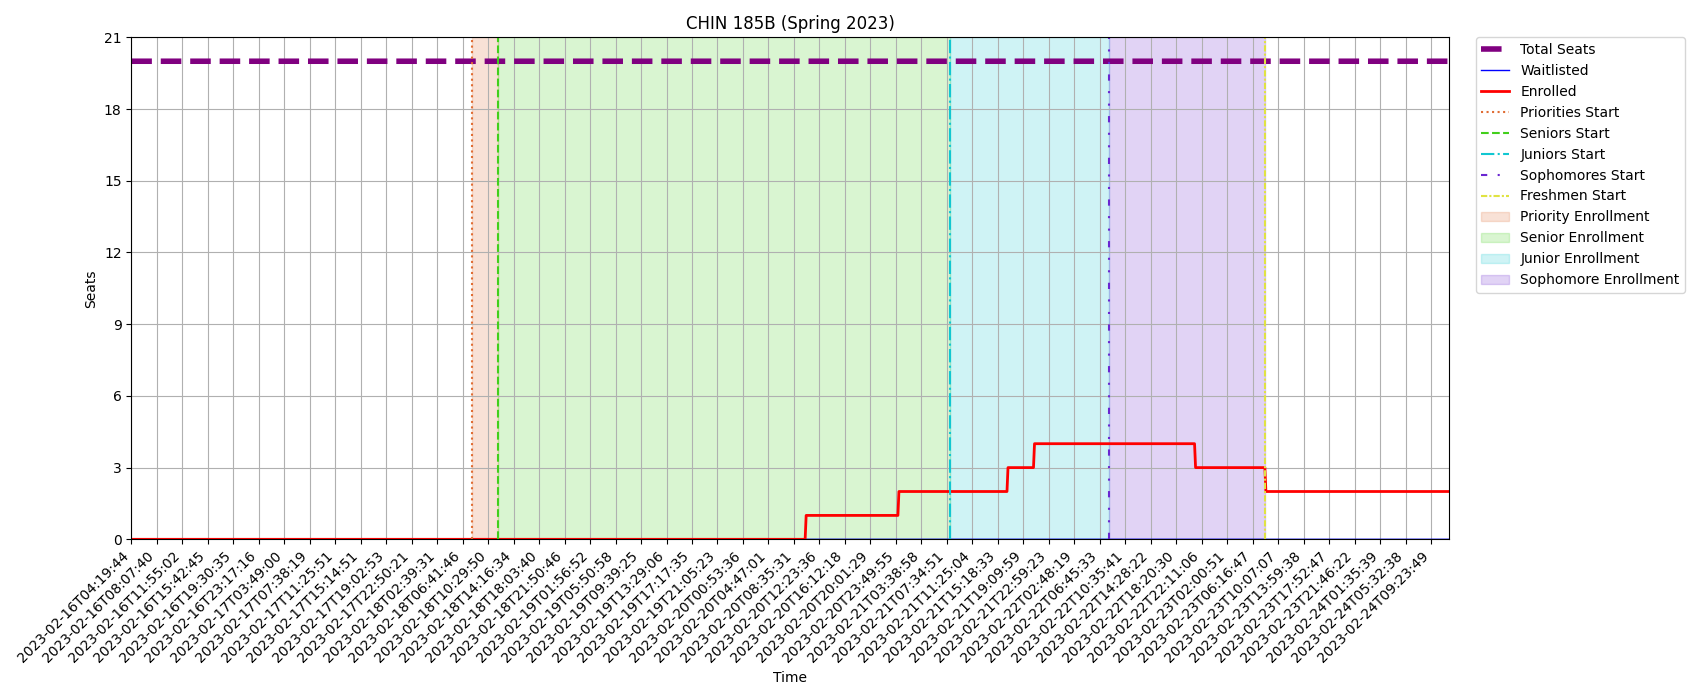 CHIN 185B (Spring 2023)
21
18
15
12
9
6
3
0
Seats
2023-02-16T04:19:44
2023-02-16T08:07:40
2023-02-16T11:55:02
2023-02-16T15:42:45
2023-02-16T19:30:35
2023-02-16T23:17:16
2023-02-17T03:49:00
2023-02-17T07:38:19
2023-02-17T11:25:51
2023-02-17T15:14:51
2023-02-17T19:02:53
2023-02-17T22:50:21
2023-02-18T02:39:31
2023-02-18T06:41:46
2023-02-18T10:29:50
2023-02-18T14:16:34
2023-02-18T18:03:40
2023-02-18T21:50:46
2023-02-19T01:56:52
2023-02-19T05:50:58
2023-02-19T09:39:25
2023-02-19T13:29:06
2023-02-19T17:17:35
2023-02-19T21:05:23
2023-02-20T00:53:36
2023-02-20T04:47:01
2023-02-20T08:35:31
2023-02-20T12:23:36
2023-02-20T16:12:18
2023-02-20T20:01:29
2023-02-20T23:49:55
2023-02-21T03:38:58
2023-02-21T07:34:51
2023-02-21T11:25:04
2023-02-21T15:18:33
2023-02-21T19:09:59
2023-02-21T22:59:23
2023-02-22T02:48:19
2023-02-22T06:45:33
2023-02-22T10:35:41
2023-02-22T14:28:22
2023-02-22T18:20:30
2023-02-22T22:11:06
2023-02-23T02:00:51
2023-02-23T06:16:47
2023-02-23T10:07:07
2023-02-23T13:59:38
2023-02-23T17:52:47
2023-02-23T21:46:22
2023-02-24T01:35:39
2023-02-24T05:32:38
2023-02-24T09:23:49
Time
Total Seats
Waitlisted
Enrolled
Priorities Start
Seniors Start
Juniors Start
Sophomores Start
Freshmen Start
Priority Enrollment
Senior Enrollment
Junior Enrollment
Sophomore Enrollment